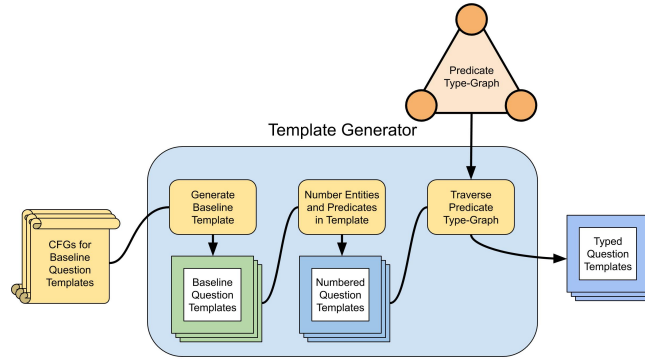 Predicate
Type-Graph
Template Generator
Generate
Baseline
Template
Number Entities
and Predicates
in Template
Traverse
Predicate
Type-Graph
CFGs for
Baseline
Question
Templates
Baseline
Question
Templates
Numbered
Question
Templates
Typed
Question
Templates